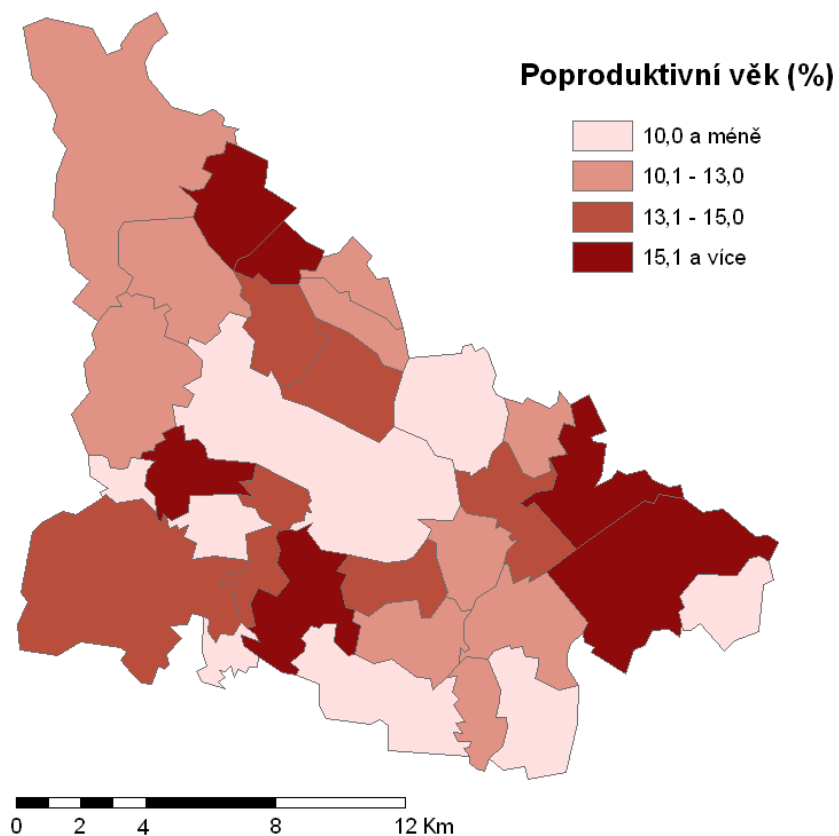 Poproduktivní věk (%)
10,0 a méně
10,1 - 13,0
13,1 - 15,0
15,1 a více
0 2 4 8 12 Km